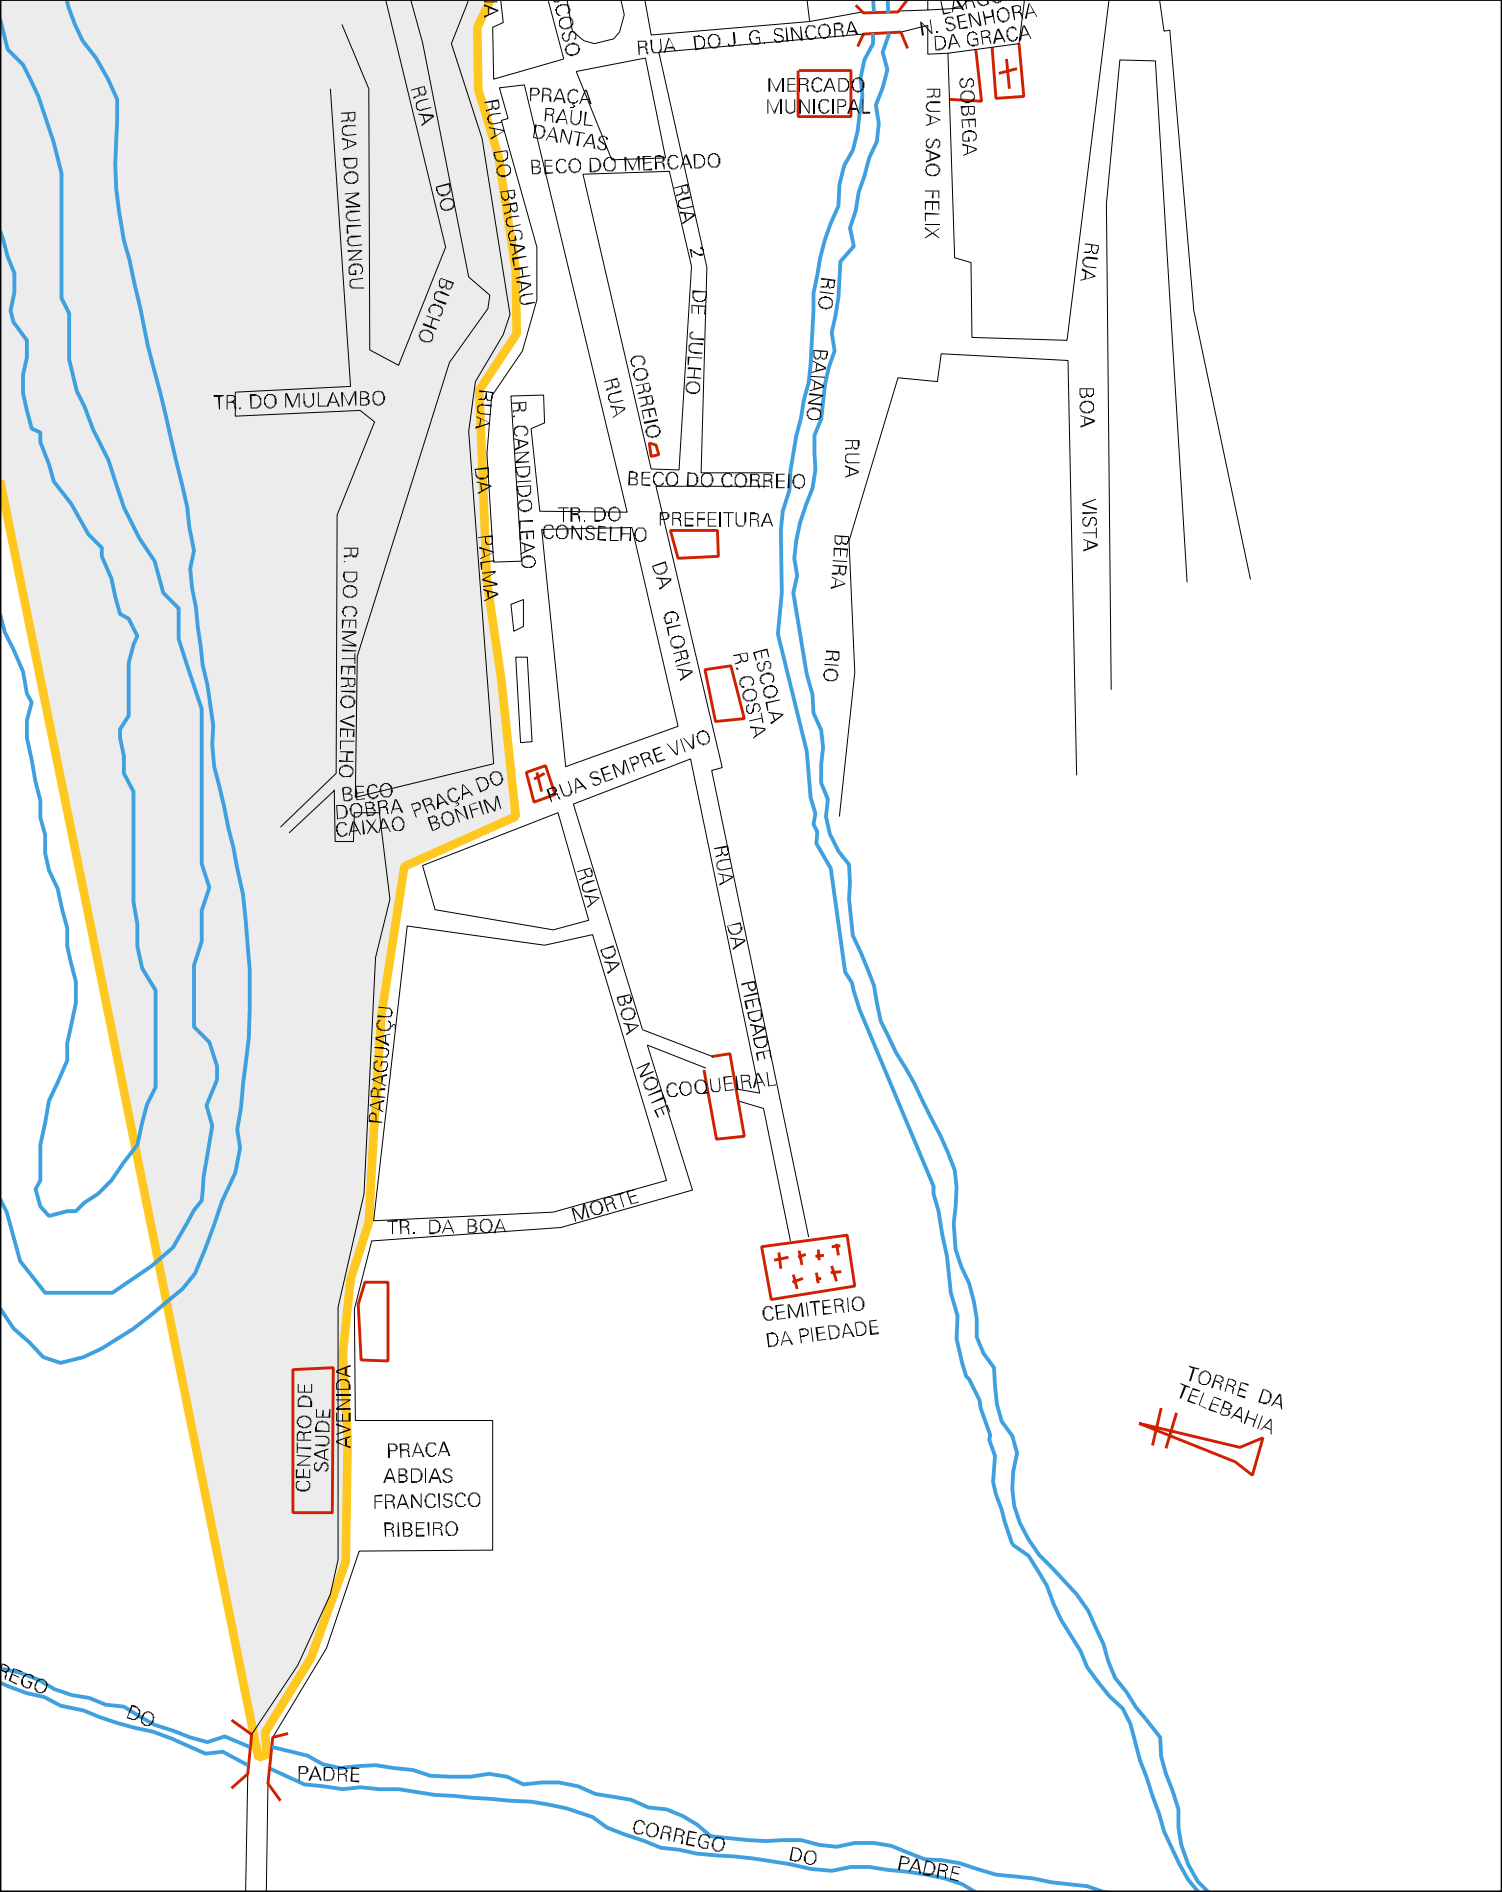 RUA DO J. G. SINCORA
N. SENHORA
DA GRACA
MERCADO
MUNICIPAL
SOBEGA
RUA SAO FELIX
PRAÇA
RAUL
DANTAS
BECO DO MERCADO
RUA DO MULUNGU
RUA DO BUCHO
RUA DO BRUGALHAU
RUA 2 DE JULHO
RIO BAIANO
RUA BOA VISTA
TR. DO MULAMBO
RUA DA PALMA
R. CANDIDO LEAO
RUA DA GLORIA
CORREIO
BECO DO CORREIO
TR. DO
CONSELHO
PREFEITURA
RUA BEIRA RIO
R. DO CEMITERIO VELHO
ESCOLA
R. COSTA
RUA SEMPRE VIVO
BECO
DOBRA
CAIXAO
PRAÇA DO
BONFIM
RUA DA BOA NOITE
RUA DA PIEDADE
COQUEIRAL
AVENIDA PARAGUAÇU
TR. DA BOA MORTE
CEMITERIO
DA PIEDADE
CENTRO DE
SAUDE
PRACA
ABDIAS
FRANCISCO
RIBEIRO
TORRE DA
TELEBAHIA
DO PADRE
CORREGO DO PADRE